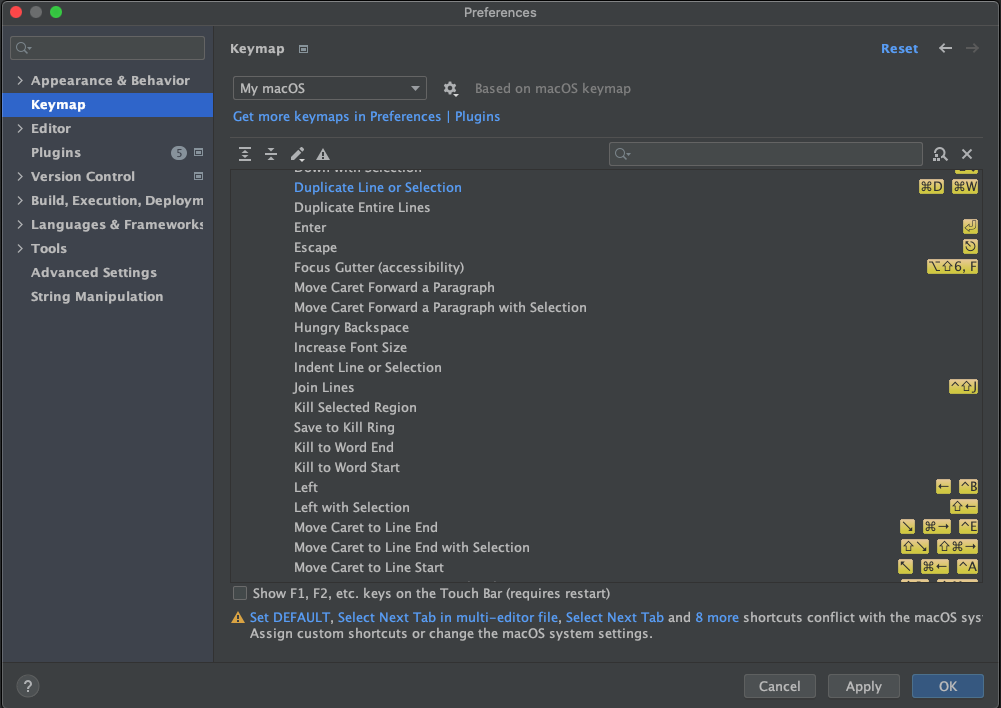 Preferences
Keymap
Reset
Appearance & Behavior
Keymap
Editor
Plugins 5
Version Control
Build, Execution, Deploym
Languages & Frameworks
Tools
Advanced Settings
String Manipulation
My macOS
Based on macOS keymap
Get more keymaps in Preferences | Plugins
Down with Selection
Duplicate Line or Selection ⌘D ⌘W
Duplicate Entire Lines
Enter ⏎
Escape ⎋
Focus Gutter (accessibility) ⌥⇧6, F
Move Caret Forward a Paragraph
Move Caret Forward a Paragraph with Selection
Hungry Backspace
Increase Font Size
Indent Line or Selection
Join Lines ^⇧J
Kill Selected Region
Save to Kill Ring
Kill to Word End
Kill to Word Start
Left ← ^B
Left with Selection ⇧←
Move Caret to Line End ↘ ⌘→ ^E
Move Caret to Line End with Selection ⇧↘ ⇧⌘→
Move Caret to Line Start ↖ ⌘← ^A
Show F1, F2, etc. keys on the Touch Bar (requires restart)
Set DEFAULT, Select Next Tab in multi-editor file, Select Next Tab and 8 more shortcuts conflict with the macOS sys
Assign custom shortcuts or change the macOS system settings.
?
Cancel
Apply
OK